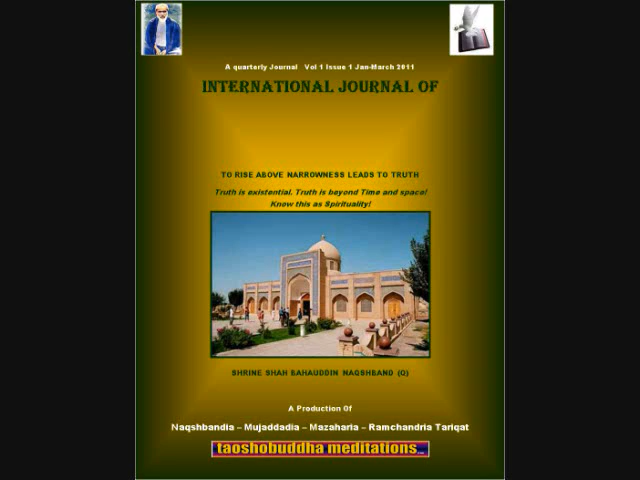 A quarterly Journal Vol 1 Issue 1 Jan-March 2011
INTERNATIONAL JOURNAL OF
TO RISE ABOVE NARROWNESS LEADS TO TRUTH
Truth is existential. Truth is beyond Time and space!
Know this as Spirituality!
SHRINE SHAH BAHAUDDIN NAQSHBAND (Q)
A Production Of
Naqshbandia – Mujaddadia – Mazaharia – Ramchandria Tariqat
taoshobuddha meditations...